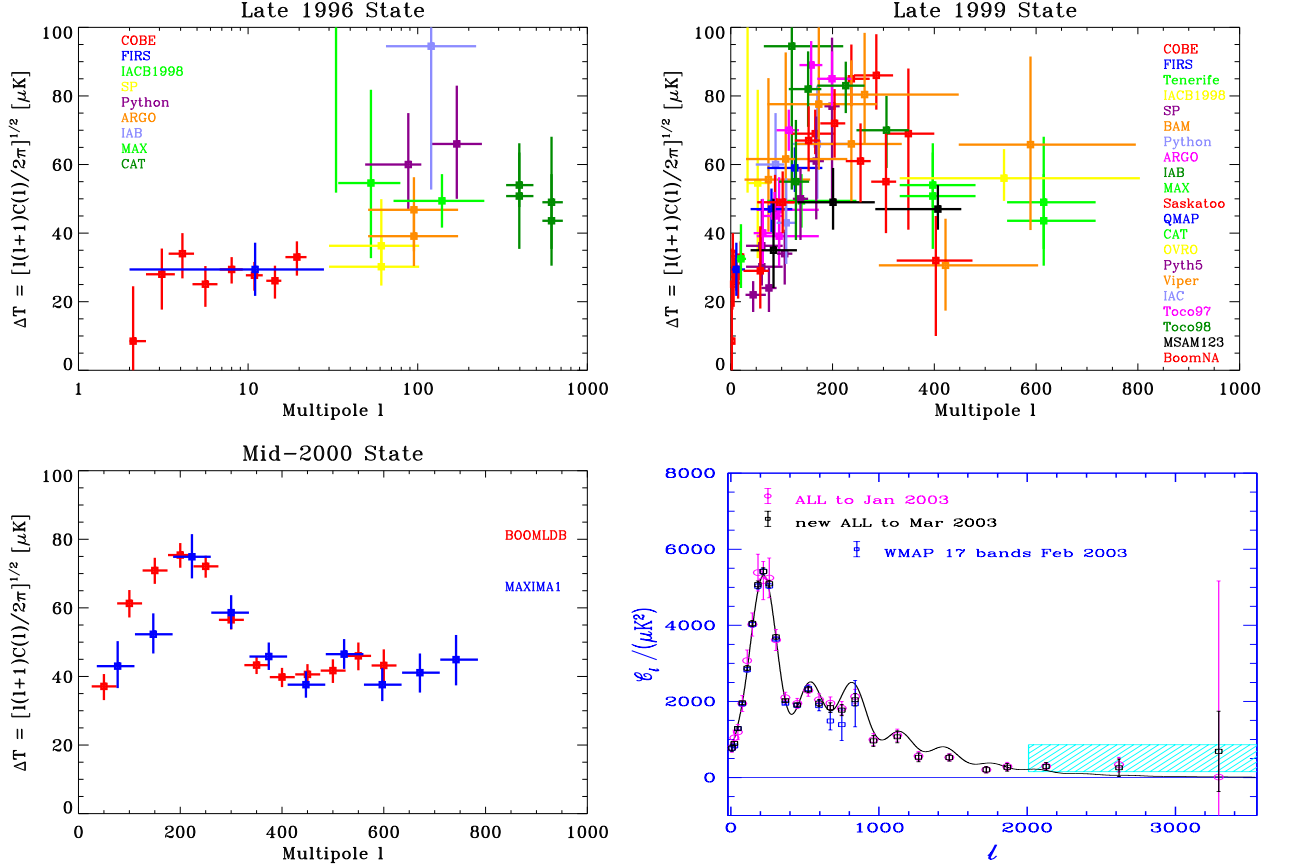 Late 1996 State
100
80
60
40
20
0
1
10
100
1000
Multipole l
ΔT = [l(l+1)C(l)/2π]^1/2 [μK]
COBE
FIRS
IACB1998
SP
Python
ARGO
IAB
MAX
CAT
Late 1999 State
100
80
60
40
20
0
0
200
400
600
800
1000
Multipole l
ΔT = [l(l+1)C(l)/2π]^1/2 [μK]
COBE
FIRS
Tenerife
IACB1998
SP
BAM
Python
ARGO
IAB
MAX
Saskatoo
QMAP
CAT
OVRO
Pyth5
Viper
IAC
Toco97
Toco98
MSAM123
BoomNA
Mid-2000 State
100
80
60
40
20
0
0
200
400
600
800
1000
Multipole l
ΔT = [l(l+1)C(l)/2π]^1/2 [μK]
BOOMLDB
MAXIMA1
8000
6000
4000
2000
0
0
1000
2000
3000
l
𝒞_l /(μK²)
ALL to Jan 2003
new ALL to Mar 2003
WMAP 17 bands Feb 2003